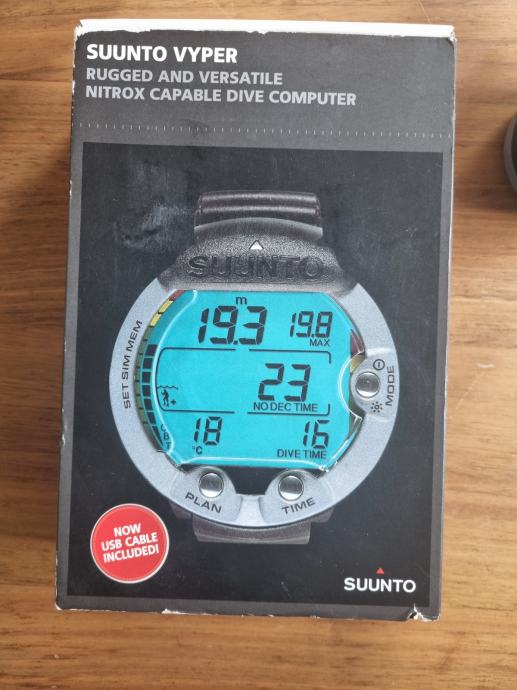 SUUNTO VYPER
RUGGED AND VERSATILE
NITROX CAPABLE DIVE COMPUTER
SUUNTO
m
19.3 19.8
MAX
SET SIM MEM
23
NO DEC TIME
MODE
CBT
18 16
°C DIVE TIME
PLAN TIME
NOW
USB CABLE
INCLUDED!
SUUNTO